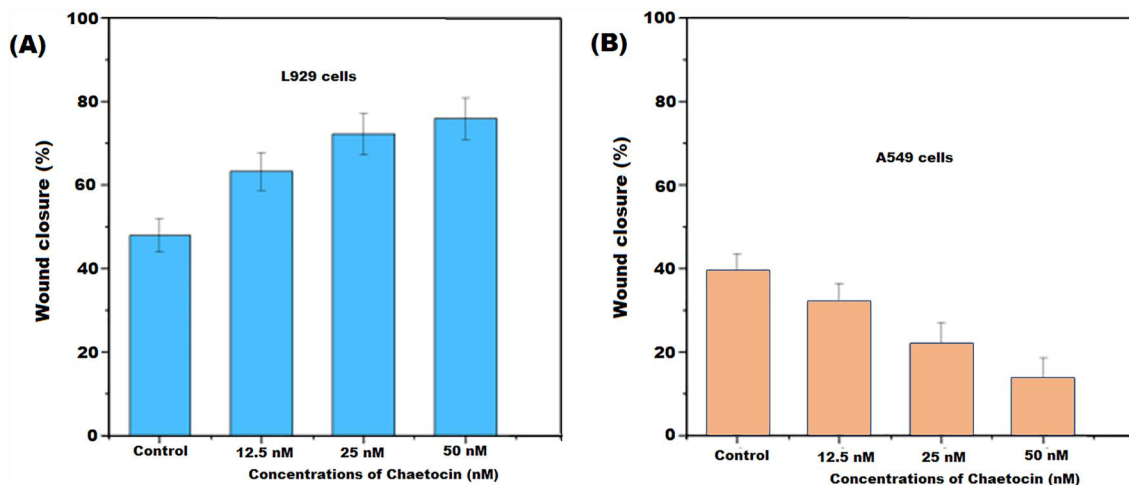 (A)
L929 cells
Wound closure (%)
100
80
60
40
20
0
Control 12.5 nM 25 nM 50 nM
Concentrations of Chaetocin (nM)
(B)
A549 cells
Wound closure (%)
100
80
60
40
20
0
Control 12.5 nM 25 nM 50 nM
Concentrations of Chaetocin (nM)